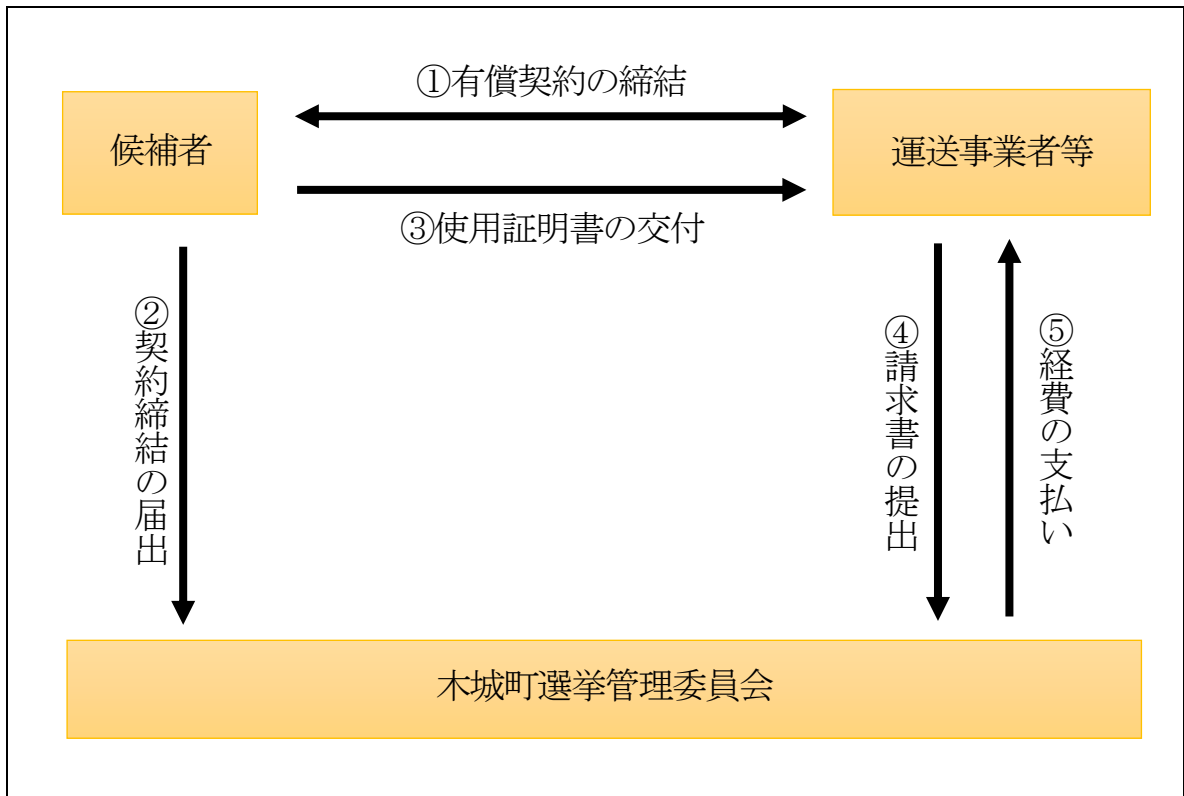 ①有償契約の締結
候補者
運送事業者等
③使用証明書の交付
②契約締結の届出
④請求書の提出
⑤経費の支払い
木城町選挙管理委員会